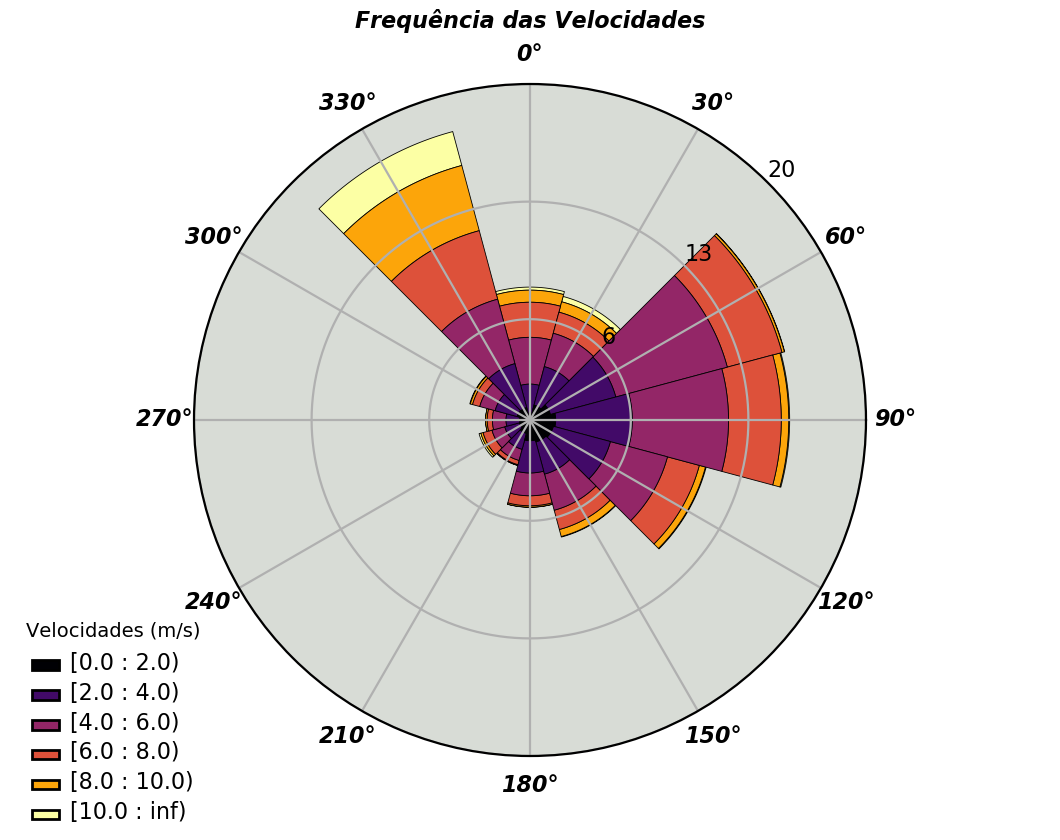 Frequência das Velocidades
0°
330°
30°
20
300°
60°
13
6
270°
90°
240°
120°
210°
150°
180°
Velocidades (m/s)
[0.0 : 2.0)
[2.0 : 4.0)
[4.0 : 6.0)
[6.0 : 8.0)
[8.0 : 10.0)
[10.0 : inf)